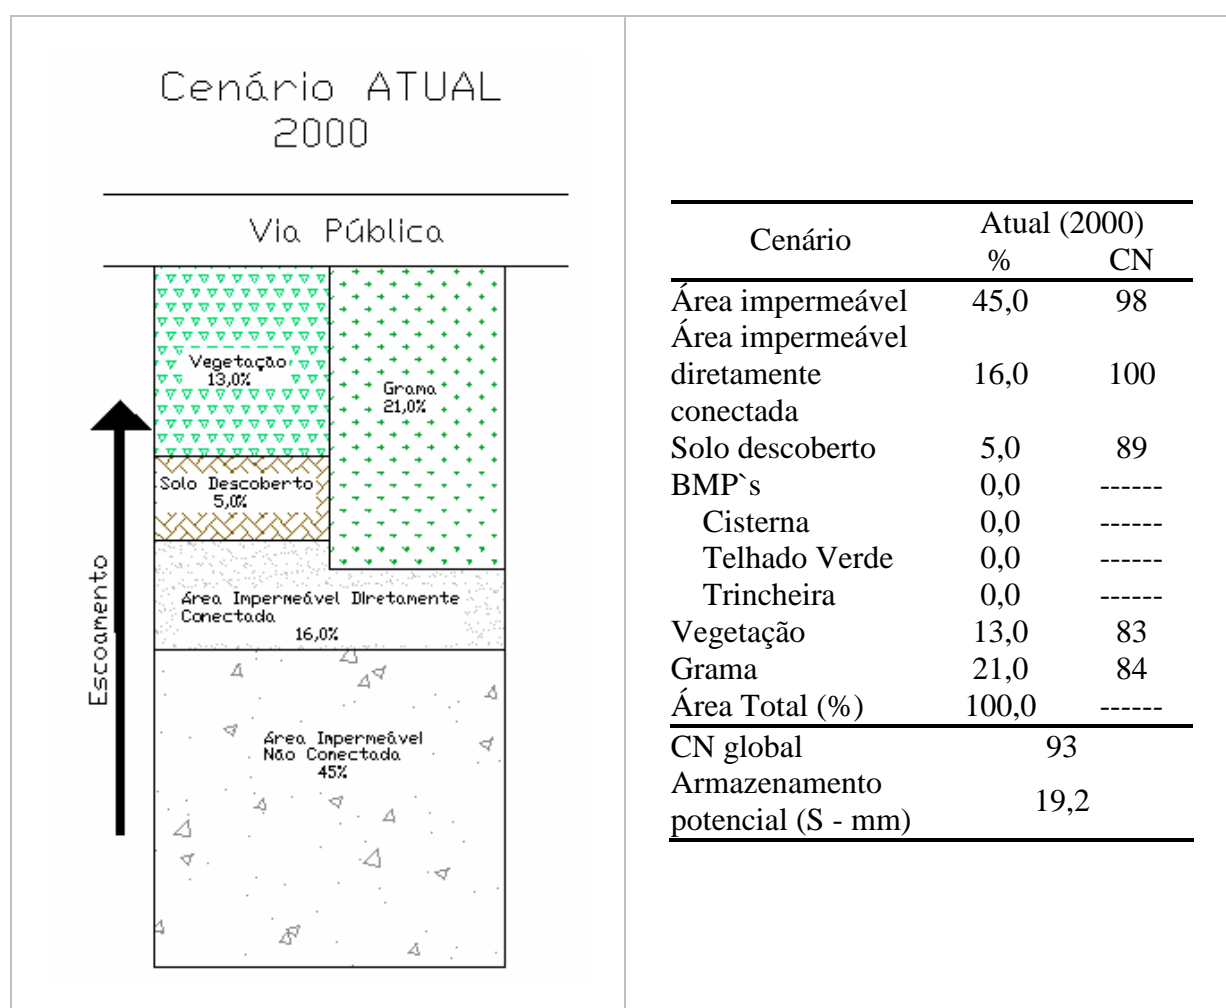 Cenário ATUAL
2000
Via Pública
Vegetação
13,0%
Grama
21,0%
Solo Descoberto
5,0%
Área Impermeável DIretamente
Conectada
16,0%
Área Impermeável
Não Conectada
45%
Escoamento
Cenário Atual (2000)
% CN
Área impermeável 45,0 98
Área impermeável
diretamente 16,0 100
conectada
Solo descoberto 5,0 89
BMP`s 0,0 ------
Cisterna 0,0 ------
Telhado Verde 0,0 ------
Trincheira 0,0 ------
Vegetação 13,0 83
Grama 21,0 84
Área Total (%) 100,0 ------
CN global 93
Armazenamento
potencial (S - mm) 19,2